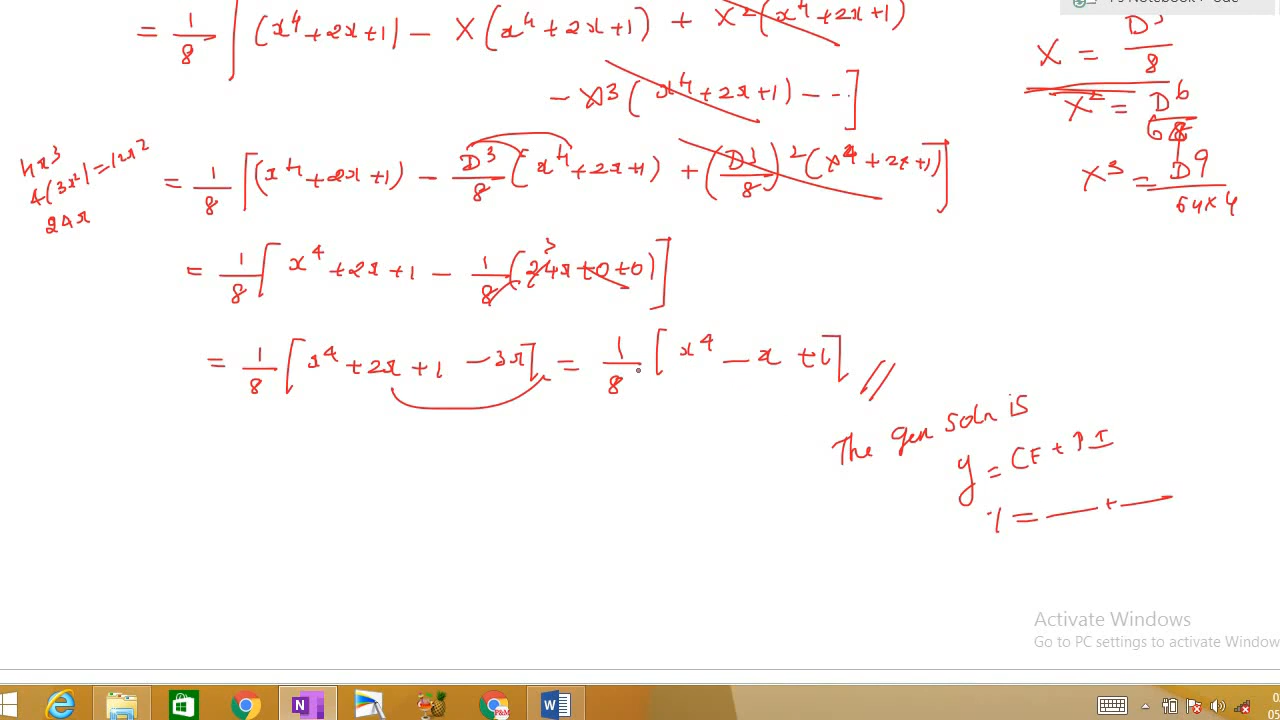 = 1/8 [(x⁴+2x+1) - X(x⁴+2x+1) + X²(x⁴+2x+1)
- X³(x⁴+2x+1) - - -]
= 1/8 [(x⁴+2x+1) - D³/8 (x⁴+2x+1) + (D³/8)² (x⁴+2x+1)]
= 1/8 [x⁴+2x+1 - 1/8 (24x+0+0)]
3
= 1/8 [x⁴+2x+1 -3x] = 1/8 [x⁴ - x +1] //
4x³
4(3x²)=12x²
24x
X = D³/8
X² = D⁶/64
X³ = D⁹/64×4
The gen soln is
y = CF + PI
y = — + —
Activate Windows
Go to PC settings to activate Window